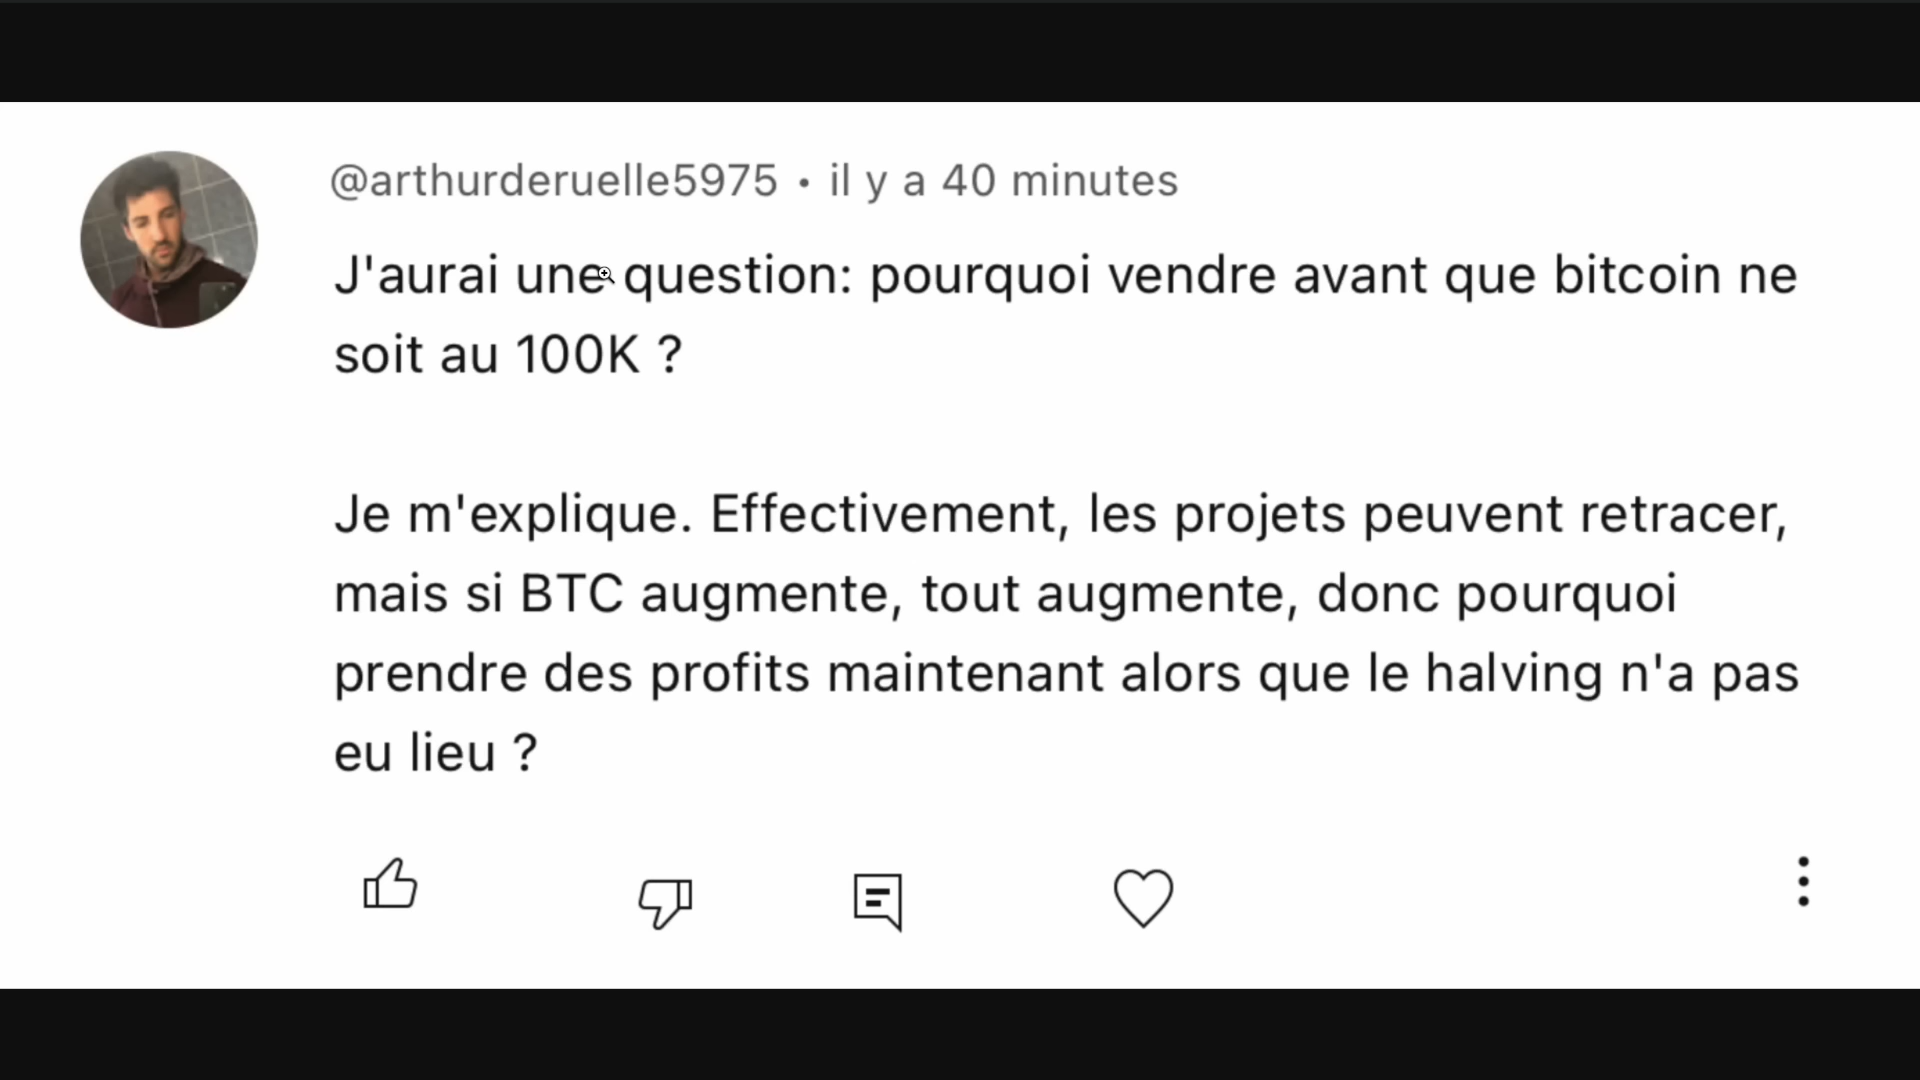 @arthurderuelle5975 • il y a 40 minutes
J'aurai une question: pourquoi vendre avant que bitcoin ne
soit au 100K ?
Je m'explique. Effectivement, les projets peuvent retracer,
mais si BTC augmente, tout augmente, donc pourquoi
prendre des profits maintenant alors que le halving n'a pas
eu lieu ?